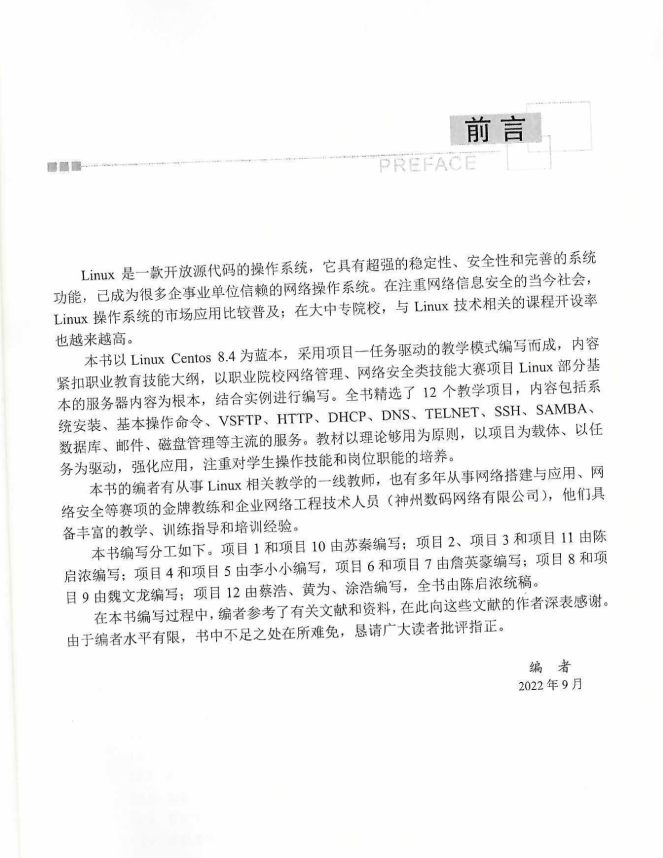 前言
PREFACE
Linux 是一款开放源代码的操作系统，它具有超强的稳定性、安全性和完善的系统
功能，已成为很多企事业单位信赖的网络操作系统。在注重网络信息安全的当今社会，
Linux 操作系统的市场应用比较普及；在大中专院校，与 Linux 技术相关的课程开设率
也越来越高。
本书以 Linux Centos 8.4 为蓝本，采用项目—任务驱动的教学模式编写而成，内容
紧扣职业教育技能大纲，以职业院校网络管理、网络安全类技能大赛项目 Linux 部分基
本的服务器内容为根本，结合实例进行编写。全书精选了 12 个教学项目，内容包括系
统安装、基本操作命令、VSFTP、HTTP、DHCP、DNS、TELNET、SSH、SAMBA、
数据库、邮件、磁盘管理等主流的服务。教材以理论够用为原则，以项目为载体、以任
务为驱动，强化应用，注重对学生操作技能和岗位职能的培养。
本书的编者有从事 Linux 相关教学的一线教师，也有多年从事网络搭建与应用、网
络安全等赛项的金牌教练和企业网络工程技术人员（神州数码网络有限公司），他们具
备丰富的教学、训练指导和培训经验。
本书编写分工如下。项目 1 和项目 10 由苏秦编写；项目 2、项目 3 和项目 11 由陈
启浓编写；项目 4 和项目 5 由李小小编写，项目 6 和项目 7 由詹英豪编写；项目 8 和项
目 9 由魏文龙编写；项目 12 由蔡浩、黄为、涂浩编写，全书由陈启浓统稿。
在本书编写过程中，编者参考了有关文献和资料，在此向这些文献的作者深表感谢。
由于编者水平有限，书中不足之处在所难免，恳请广大读者批评指正。
编 者
2022 年 9 月